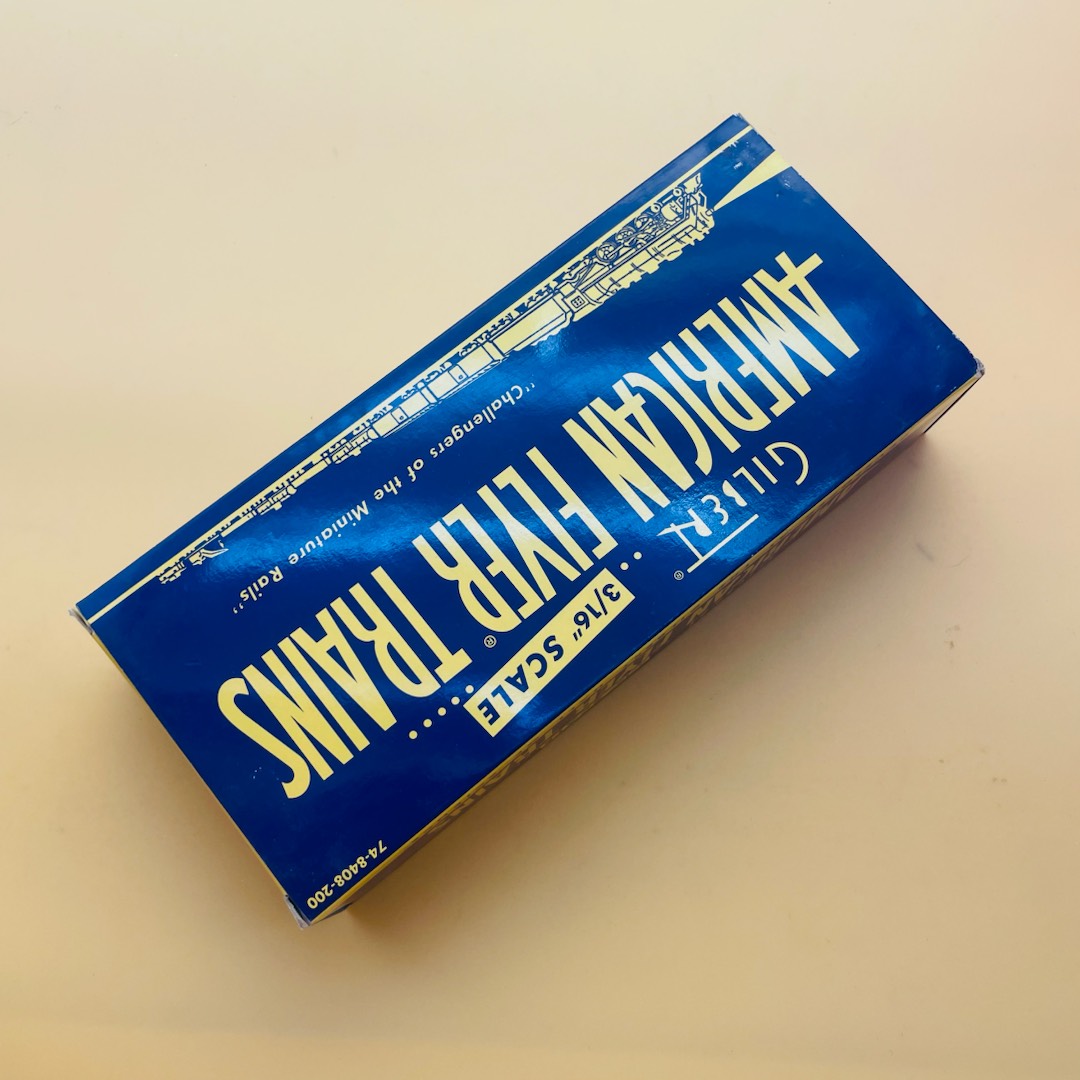 GILBERT®
...3/16" SCALE......
74-8408-200
AMERICAN FLYER® TRAINS
"Challengers of the Miniature Rails"